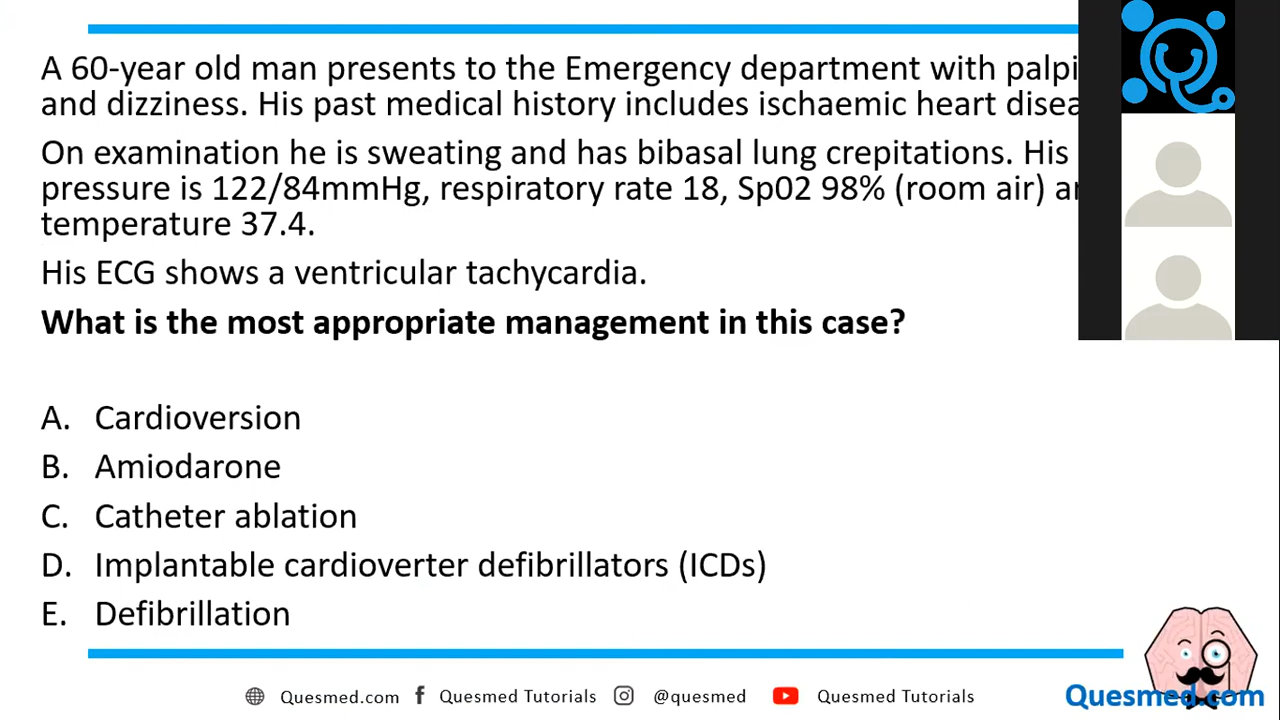 A 60-year old man presents to the Emergency department with
and dizziness. His past medical history includes ischaemic heart
On examination he is sweating and has bibasal lung crepitations. His
pressure is 122/84mmHg, respiratory rate 18, Sp02 98% (room air)
temperature 37.4.
His ECG shows a ventricular tachycardia.
What is the most appropriate management in this case?
A. Cardioversion
B. Amiodarone
C. Catheter ablation
D. Implantable cardioverter defibrillators (ICDs)
E. Defibrillation
Quesmed.com Quesmed Tutorials @quesmed Quesmed Tutorials
Quesmed.com